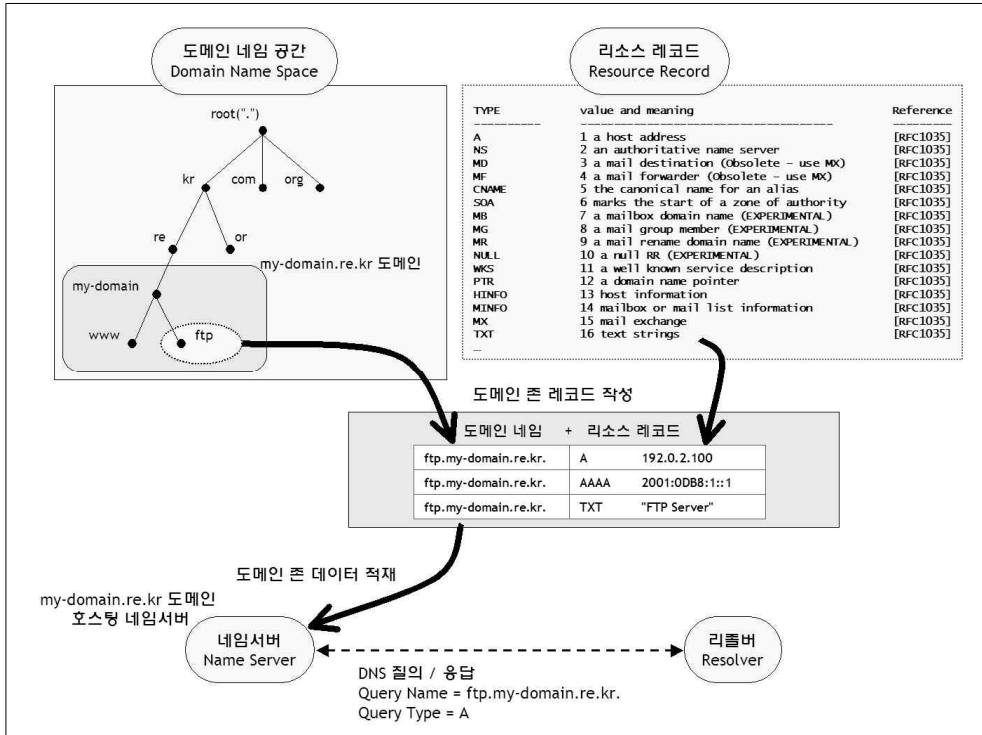 도메인 네임 공간
Domain Name Space
root(".")
kr
com
org
re
or
my-domain.re.kr 도메인
my-domain
www
ftp
리소스 레코드
Resource Record
TYPE value and meaning Reference
---------- -------------------------------------- ---------
A 1 a host address [RFC1035]
NS 2 an authoritative name server [RFC1035]
MD 3 a mail destination (Obsolete - use MX) [RFC1035]
MF 4 a mail forwarder (Obsolete - use MX) [RFC1035]
CNAME 5 the canonical name for an alias [RFC1035]
SOA 6 marks the start of a zone of authority [RFC1035]
MB 7 a mailbox domain name (EXPERIMENTAL) [RFC1035]
MG 8 a mail group member (EXPERIMENTAL) [RFC1035]
MR 9 a mail rename domain name (EXPERIMENTAL) [RFC1035]
NULL 10 a null RR (EXPERIMENTAL) [RFC1035]
WKS 11 a well known service description [RFC1035]
PTR 12 a domain name pointer [RFC1035]
HINFO 13 host information [RFC1035]
MINFO 14 mailbox or mail list information [RFC1035]
MX 15 mail exchange [RFC1035]
TXT 16 text strings [RFC1035]
...
도메인 존 레코드 작성
도메인 네임 + 리소스 레코드
ftp.my-domain.re.kr. A 192.0.2.100
ftp.my-domain.re.kr. AAAA 2001:0DB8:1::1
ftp.my-domain.re.kr. TXT "FTP Server"
도메인 존 데이터 적재
my-domain.re.kr 도메인
호스팅 네임서버
네임서버
Name Server
리졸버
Resolver
DNS 질의 / 응답
Query Name = ftp.my-domain.re.kr.
Query Type = A